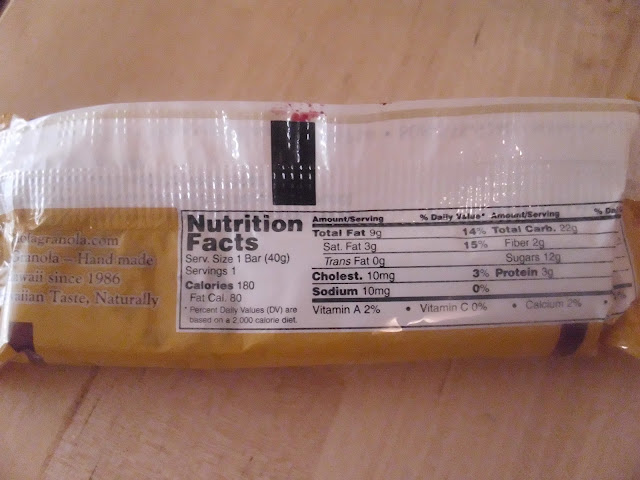 olagranola.com
Granola—Hand made
waii since 1986
aiian Taste, Naturally
Nutrition
Facts
Serv. Size 1 Bar (40g)
Servings 1
Calories 180
Fat Cal. 80
* Percent Daily Values (DV) are
based on a 2,000 calorie diet.
Amount/Serving % Daily Value*
Total Fat 9g 14%
Sat. Fat 3g 15%
Trans Fat 0g
Cholest. 10mg 3%
Sodium 10mg 0%
Amount/Serving % Da
Total Carb. 22g
Fiber 2g
Sugars 12g
Protein 3g
Vitamin A 2% • Vitamin C 0% • Calcium 2% •